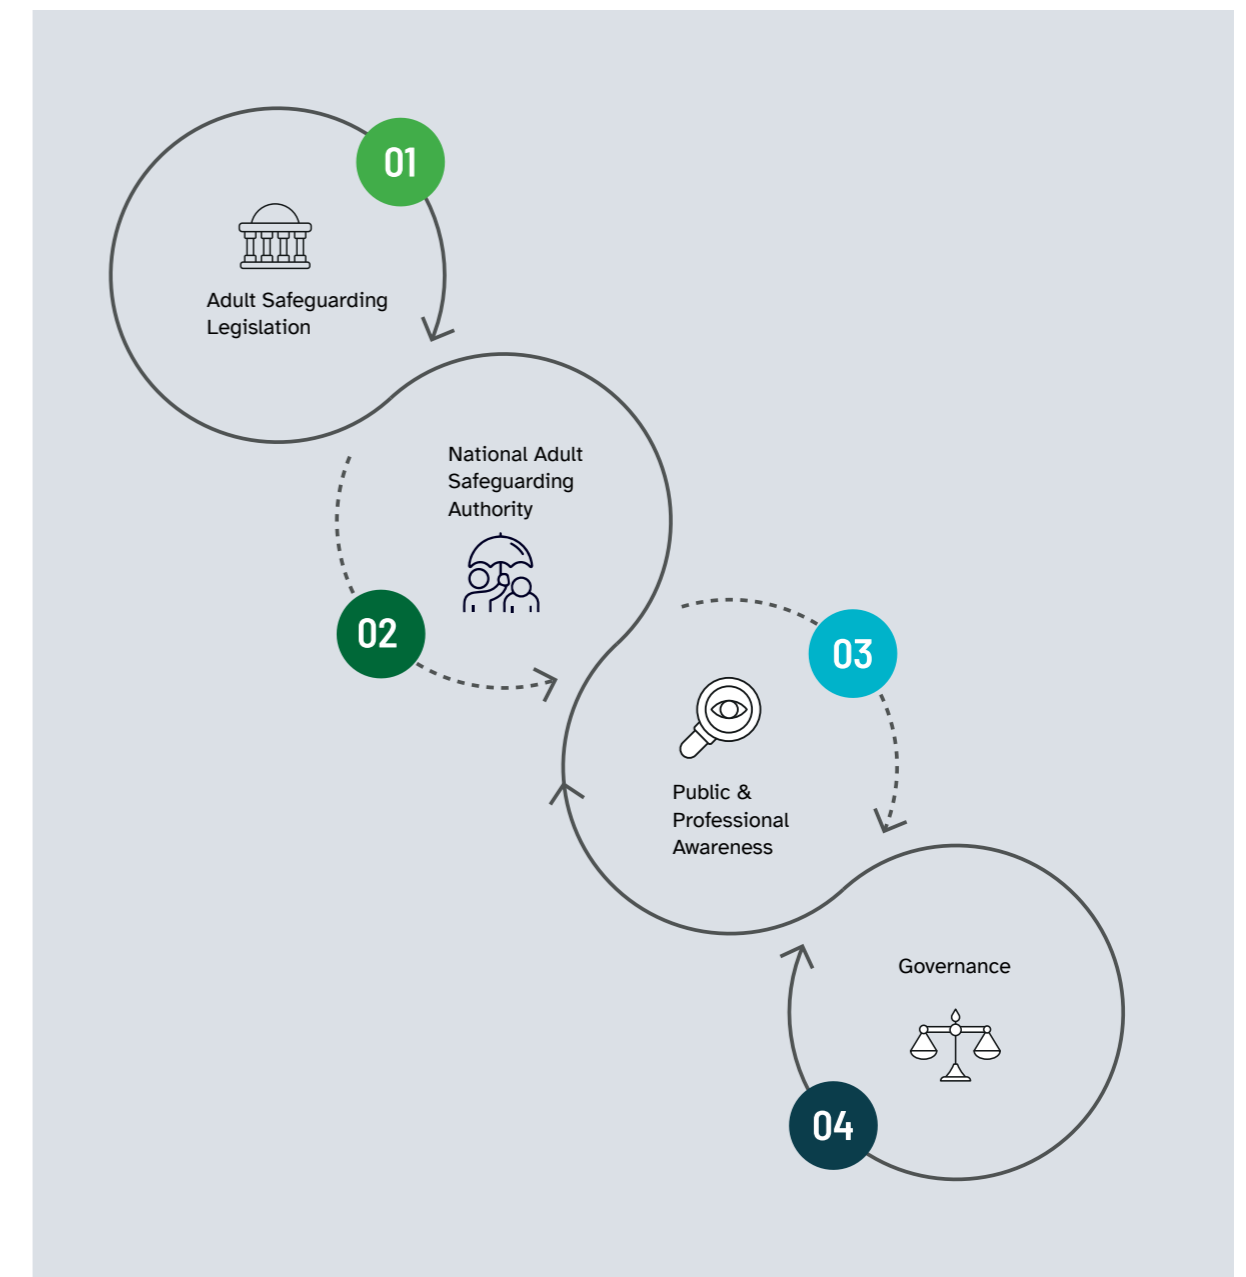 01
Adult Safeguarding
Legislation
National Adult
Safeguarding
Authority
02
03
Public &
Professional
Awareness
Governance
04